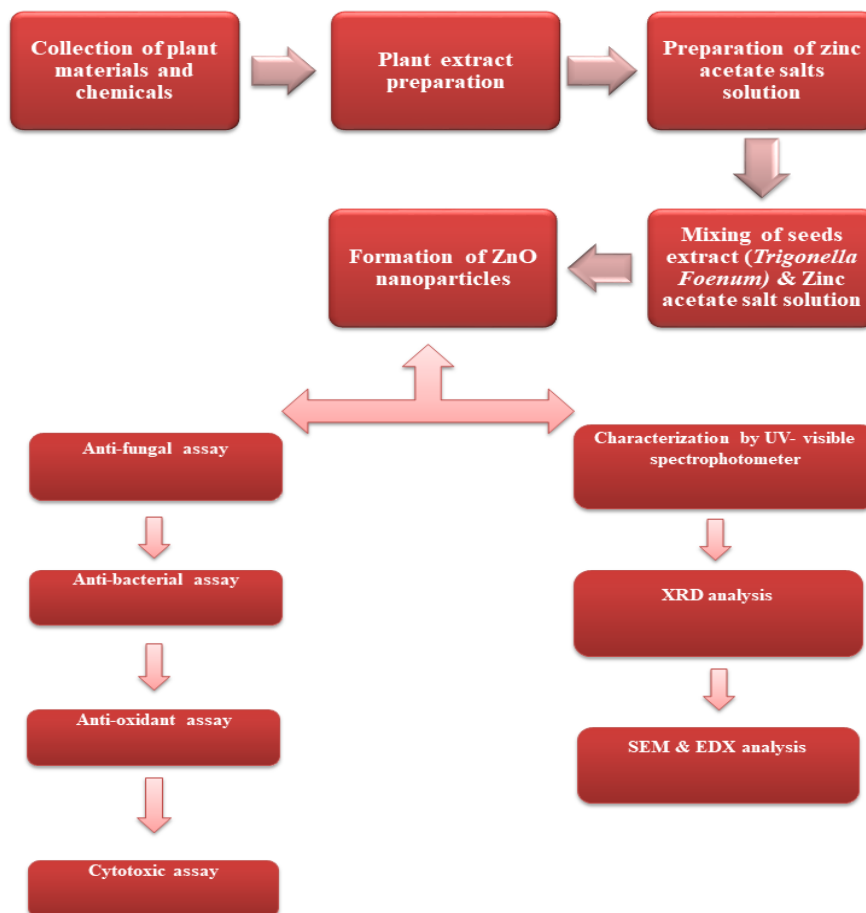 Collection of plant
materials and
chemicals
Plant extract
preparation
Preparation of zinc
acetate salts
solution
Mixing of seeds
extract (Trigonella
Foenum) & Zinc
acetate salt solution
Formation of ZnO
nanoparticles
Anti-fungal assay
Anti-bacterial assay
Anti-oxidant assay
Cytotoxic assay
Characterization by UV- visible
spectrophotometer
XRD analysis
SEM & EDX analysis